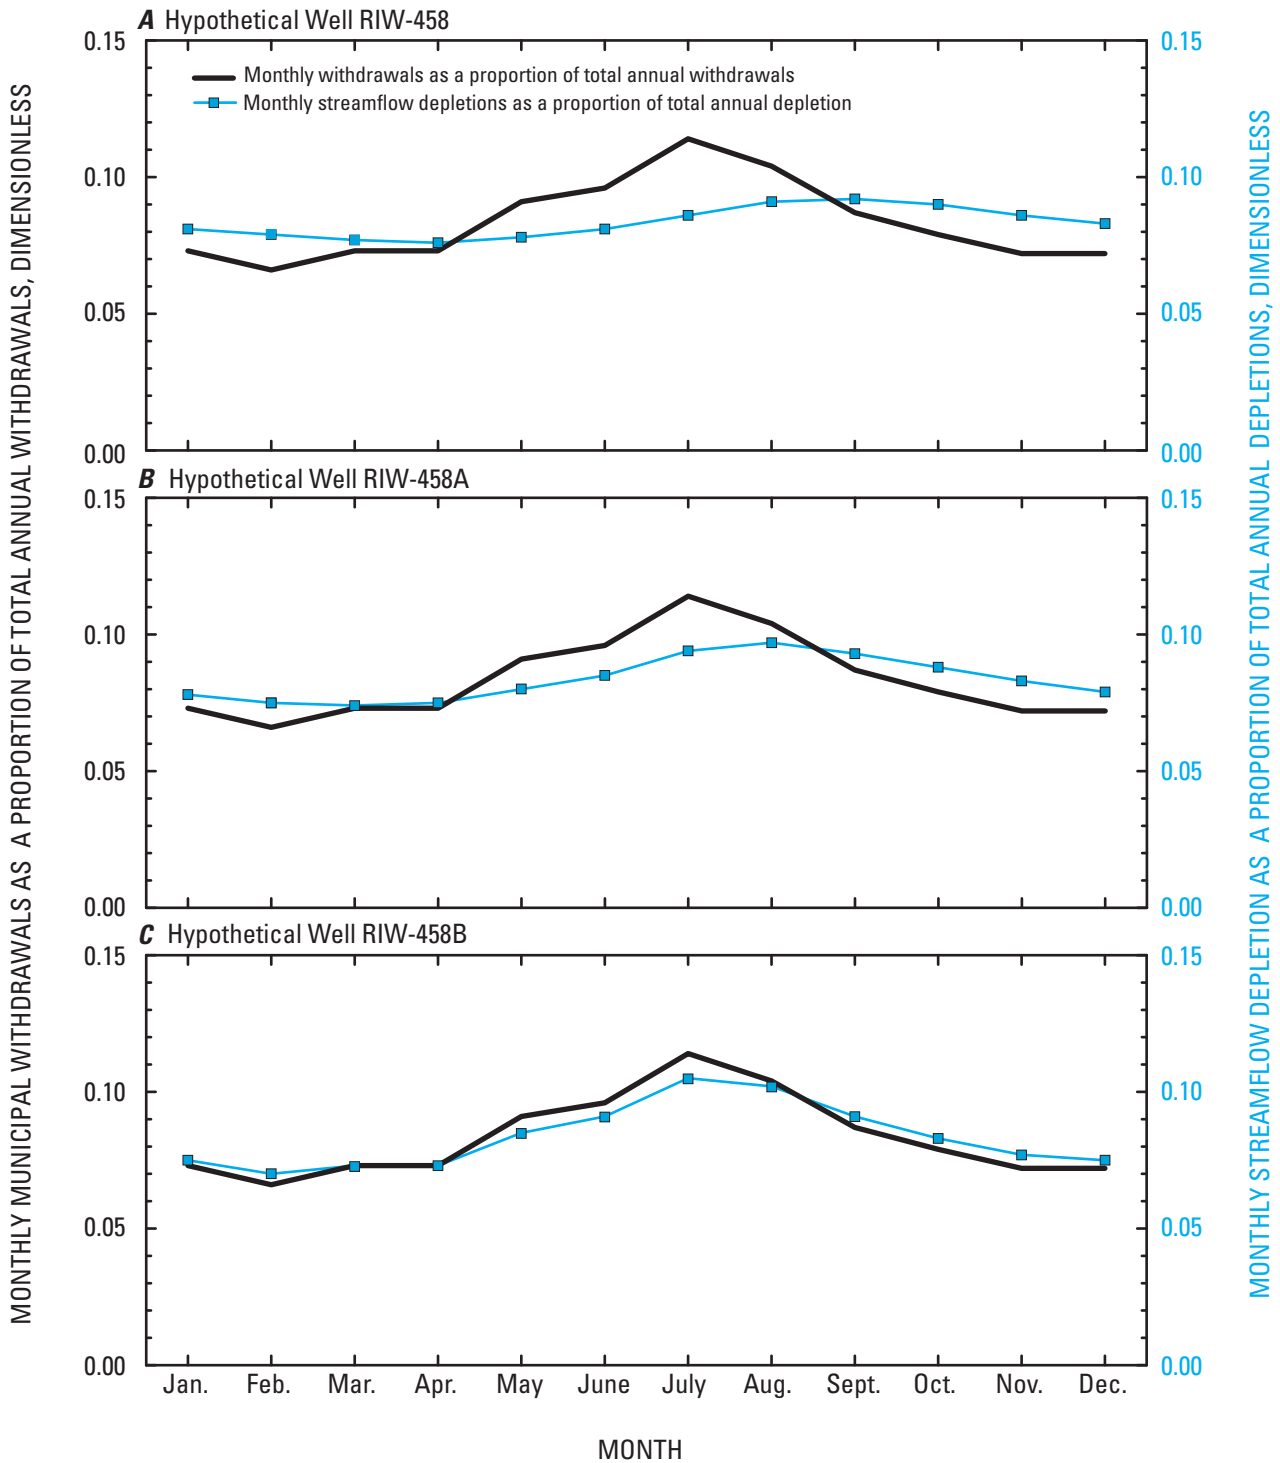 A Hypothetical Well RIW-458
0.15
0.10
0.05
0.00
0.15
0.10
0.05
0.00
Monthly withdrawals as a proportion of total annual withdrawals
Monthly streamflow depletions as a proportion of total annual depletion
B Hypothetical Well RIW-458A
0.15
0.10
0.05
0.00
0.15
0.10
0.05
0.00
C Hypothetical Well RIW-458B
0.15
0.10
0.05
0.00
0.15
0.10
0.05
0.00
Jan. Feb. Mar. Apr. May June July Aug. Sept. Oct. Nov. Dec.
MONTH
MONTHLY MUNICIPAL WITHDRAWALS AS A PROPORTION OF TOTAL ANNUAL WITHDRAWALS, DIMENSIONLESS
MONTHLY STREAMFLOW DEPLETION AS A PROPORTION OF TOTAL ANNUAL DEPLETIONS, DIMENSIONLESS